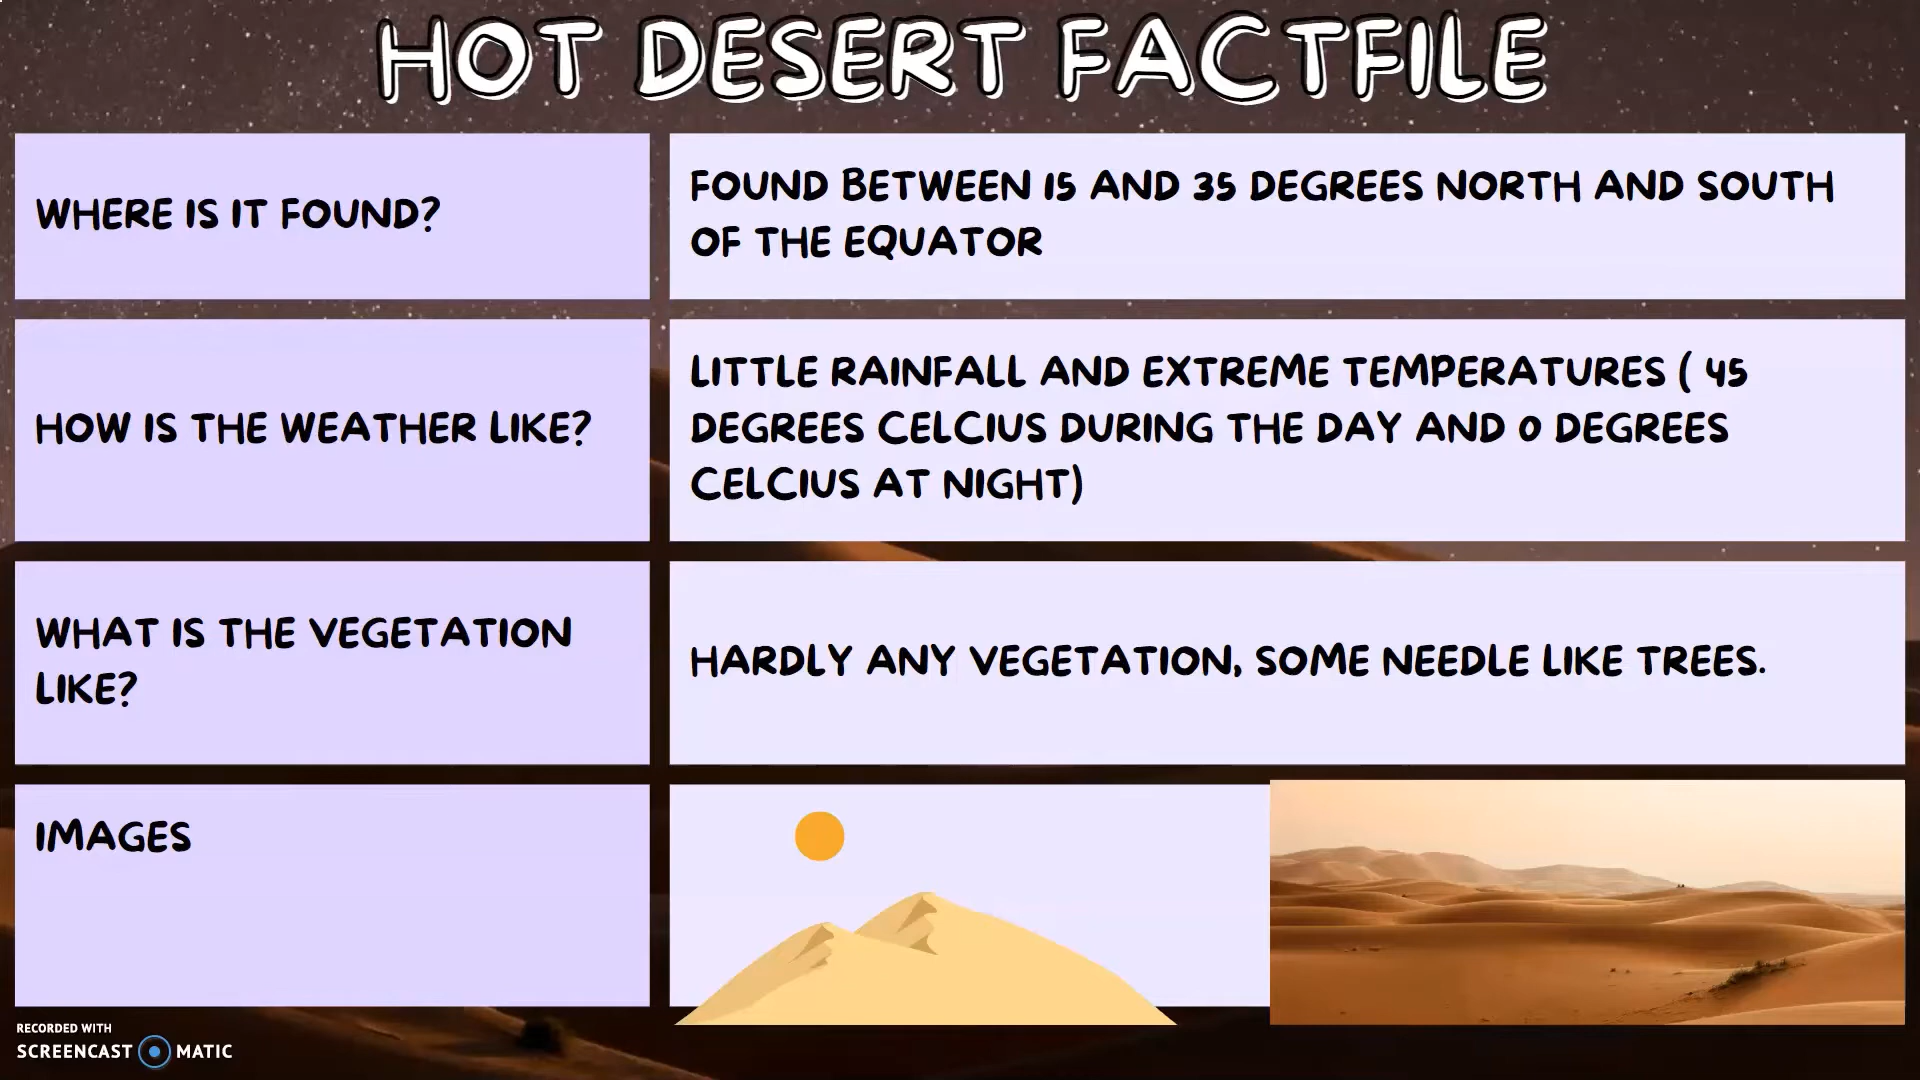 HOT DESERT FACTFILE
WHERE IS IT FOUND?
FOUND BETWEEN 15 AND 35 DEGREES NORTH AND SOUTH
OF THE EQUATOR
HOW IS THE WEATHER LIKE?
LITTLE RAINFALL AND EXTREME TEMPERATURES ( 45
DEGREES CELCIUS DURING THE DAY AND 0 DEGREES
CELCIUS AT NIGHT)
WHAT IS THE VEGETATION
LIKE?
HARDLY ANY VEGETATION, SOME NEEDLE LIKE TREES.
IMAGES
RECORDED WITH
SCREENCAST MATIC